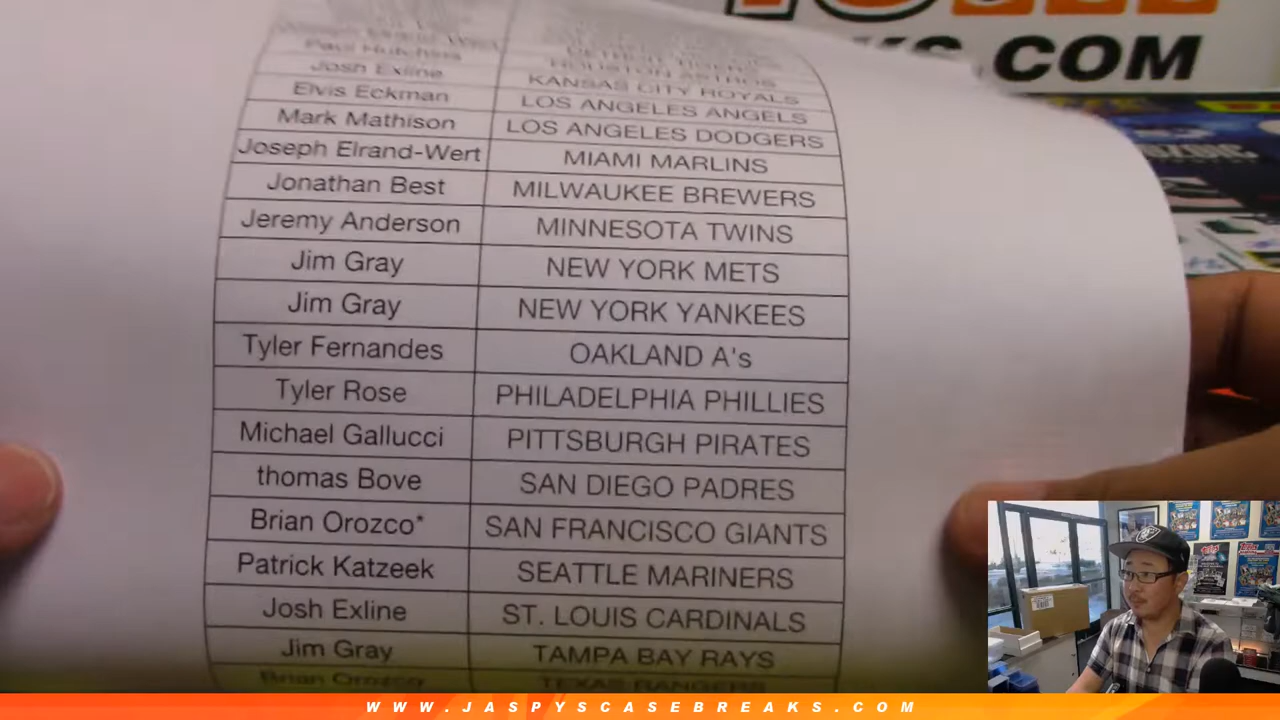 .COM
Paul Hutchins
HOUSTON ASTROS
Josh Exline KANSAS CITY ROYALS
Elvis Eckman LOS ANGELES ANGELS
Mark Mathison LOS ANGELES DODGERS
Joseph Elrand-Wert MIAMI MARLINS
Jonathan Best MILWAUKEE BREWERS
Jeremy Anderson MINNESOTA TWINS
Jim Gray NEW YORK METS
Jim Gray NEW YORK YANKEES
Tyler Fernandes OAKLAND A's
Tyler Rose PHILADELPHIA PHILLIES
Michael Gallucci PITTSBURGH PIRATES
thomas Bove SAN DIEGO PADRES
Brian Orozco* SAN FRANCISCO GIANTS
Patrick Katzeek SEATTLE MARINERS
Josh Exline ST. LOUIS CARDINALS
Jim Gray TAMPA BAY RAYS
Brian Orozco TEXAS RANGERS
WWW.JASPYSCASEBREAKS.COM